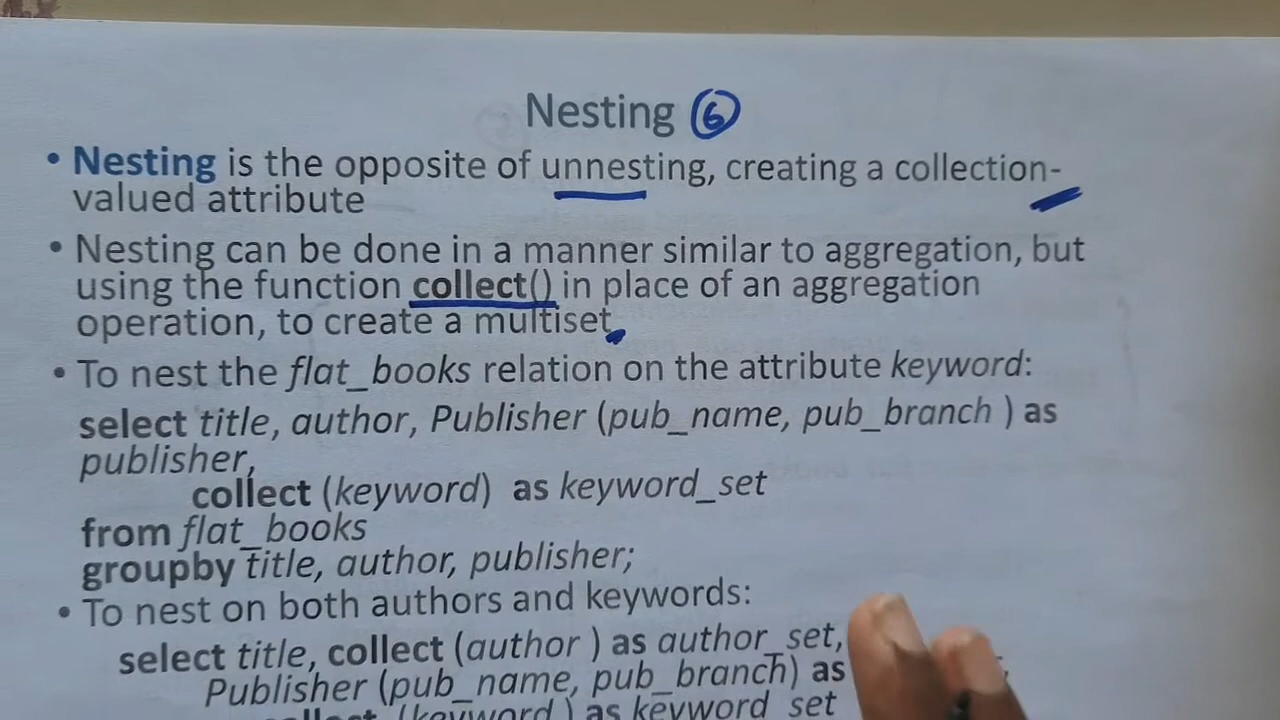 Nesting 6
• Nesting is the opposite of unnesting, creating a collection-
valued attribute
• Nesting can be done in a manner similar to aggregation, but
using the function collect() in place of an aggregation
operation, to create a multiset
• To nest the flat_books relation on the attribute keyword:
select title, author, Publisher (pub_name, pub_branch ) as
publisher,
collect (keyword) as keyword_set
from flat_books
groupby title, author, publisher;
• To nest on both authors and keywords:
select title, collect (author ) as author_set,
Publisher (pub_name, pub_branch) as
collect (keyword ) as keyword_set